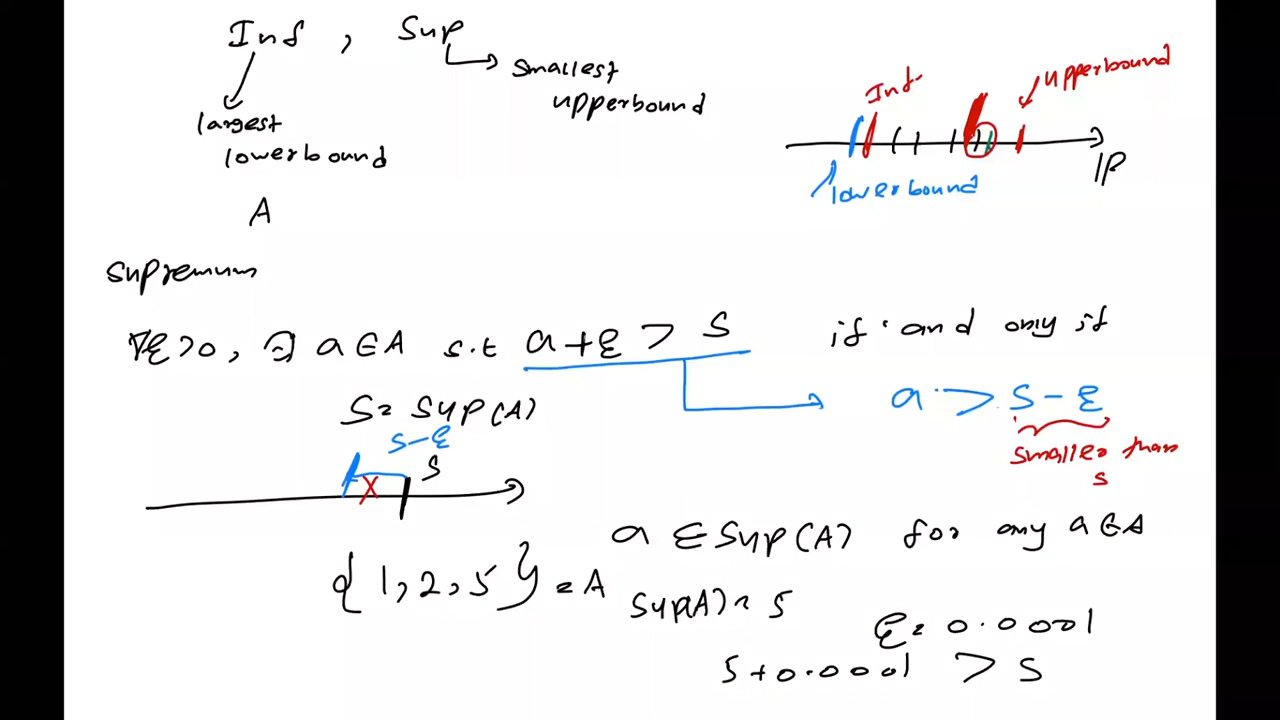 Inf , Sup
smallest
upperbound
largest
lowerbound
Inf
upperbound
lowerbound
IR
A
supremum
∀ε>0, ∃ a∈A s.t a+ε > S if and only if
a > S-ε
smaller than
s
S = sup(A)
S-ε
S
X
a ≤ Sup(A) for any a∈A
{1,2,5} = A
Sup(A) = 5
ε = 0.0001
5+0.0001 > 5